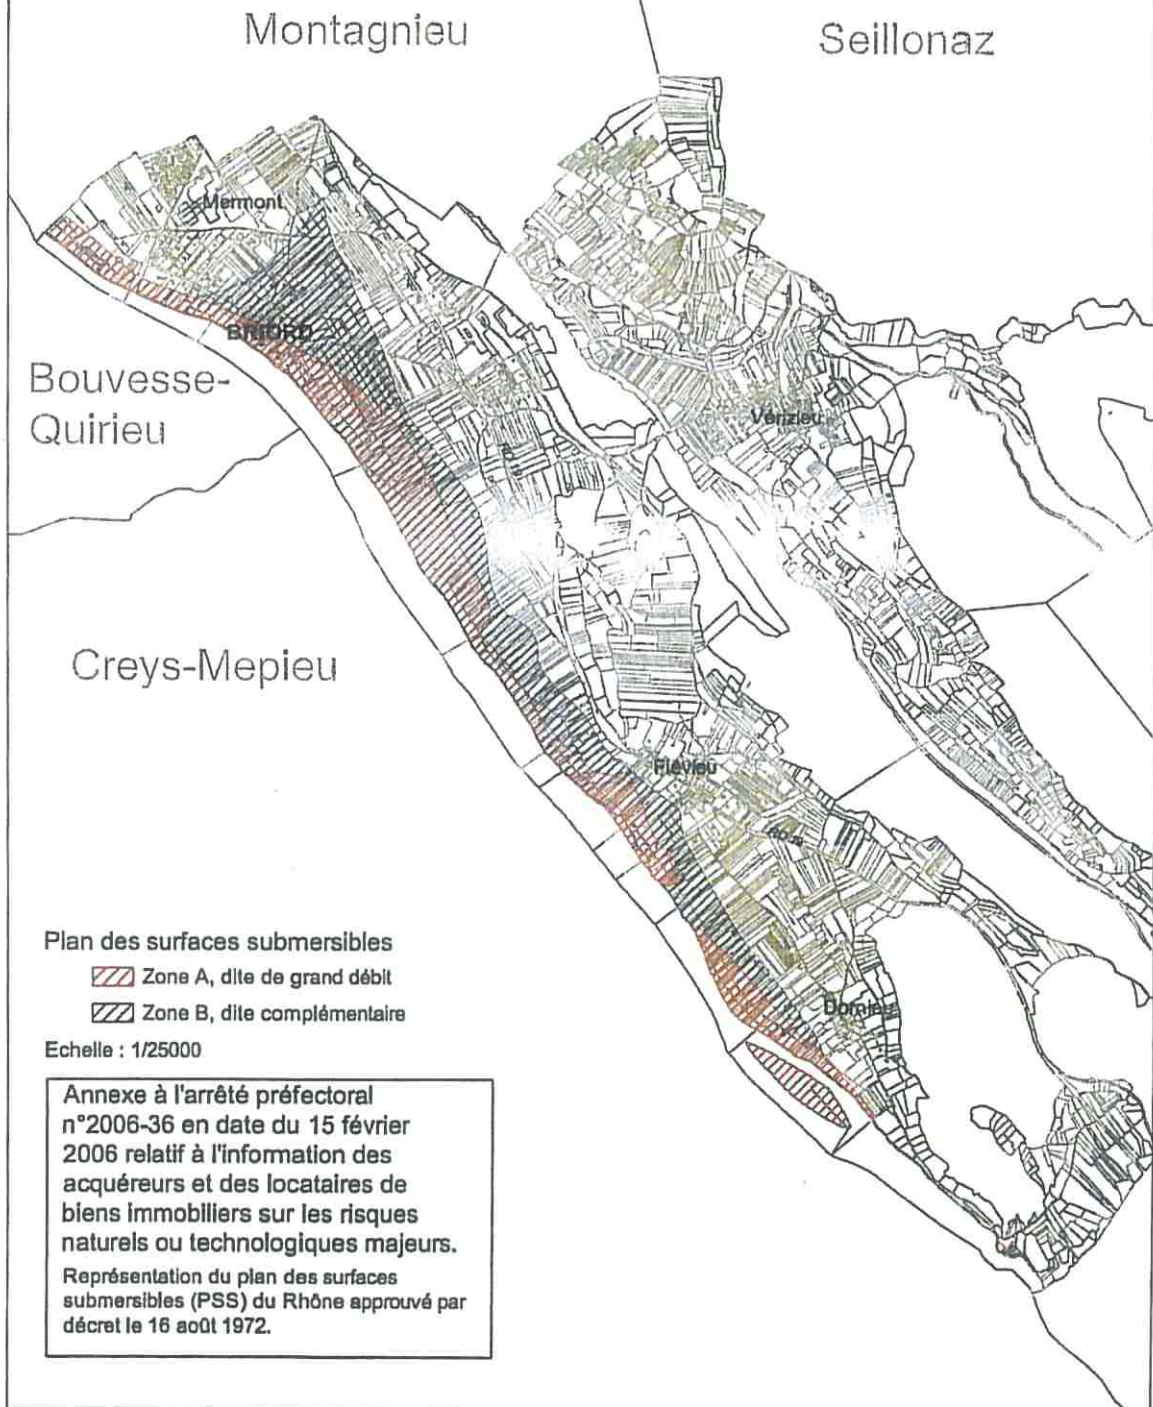 Montagnieu
Seillonaz
Mermont
BRIORD
Bouvesse-
Quirieu
Vérizieu
Creys-Mepieu
Flévieu
Dornieu
Plan des surfaces submersibles
Zone A, dite de grand débit
Zone B, dite complémentaire
Echelle : 1/25000
Annexe à l'arrêté préfectoral
n°2006-36 en date du 15 février
2006 relatif à l'information des
acquéreurs et des locataires de
biens immobiliers sur les risques
naturels ou technologiques majeurs.
Représentation du plan des surfaces
submersibles (PSS) du Rhône approuvé par
décret le 16 août 1972.